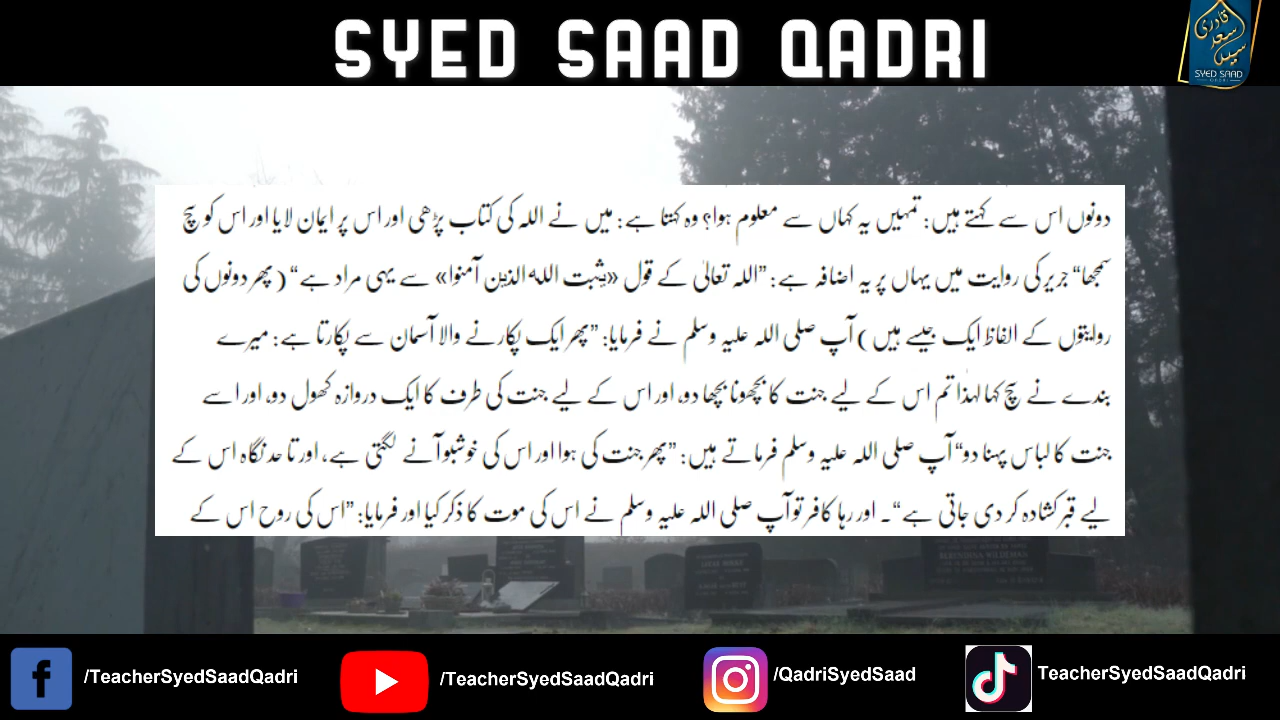 SYED SAAD QADRI
SYED SAAD
دونوں اس سے کہتے ہیں: تمہیں یہ کہاں سے معلوم ہوا؟ وہ کہتا ہے: میں نے اللہ کی کتاب پڑھی اور اس پر ایمان لایا اور اس کو سچ
سمجھا“ جریر کی روایت میں یہاں پر یہ اضافہ ہے: ”اللہ تعالیٰ کے قول «يثبت الله الذين آمنوا» سے یہی مراد ہے“ (پھر دونوں کی
روایتوں کے الفاظ ایک جیسے ہیں) آپ صلی اللہ علیہ وسلم نے فرمایا: ”پھر ایک پکارنے والا آسمان سے پکارتا ہے: میرے
بندے نے سچ کہا لہٰذا تم اس کے لیے جنت کا بچھونا بچھا دو، اور اس کے لیے جنت کی طرف کا ایک دروازہ کھول دو، اور اسے
جنت کا لباس پہنا دو“ آپ صلی اللہ علیہ وسلم فرماتے ہیں: ”پھر جنت کی ہوا اور اس کی خوشبو آنے لگتی ہے، اور تا حد نگاہ اس کے
لیے قبر کشادہ کر دی جاتی ہے“۔ اور رہا کافر تو آپ صلی اللہ علیہ وسلم نے اس کی موت کا ذکر کیا اور فرمایا: ”اس کی روح اس کے
/TeacherSyedSaadQadri
/TeacherSyedSaadQadri
/QadriSyedSaad
TeacherSyedSaadQadri